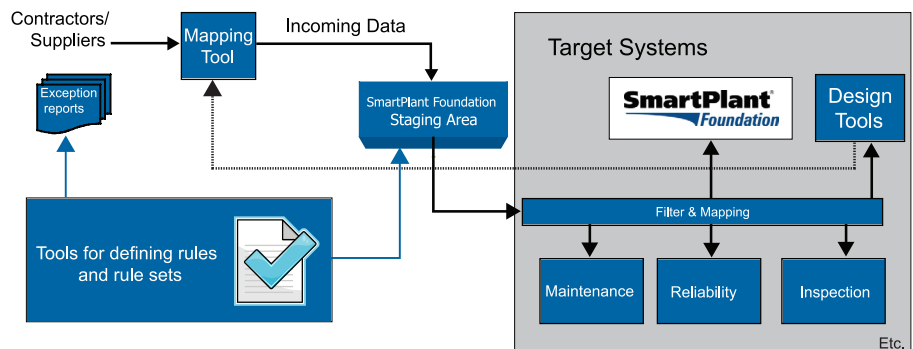 Contractors/
Suppliers
Mapping
Tool
Incoming Data
Exception
reports
SmartPlant Foundation
Staging Area
Tools for defining rules
and rule sets
Target Systems
SmartPlant®
Foundation
Design
Tools
Filter & Mapping
Maintenance
Reliability
Inspection
Etc,